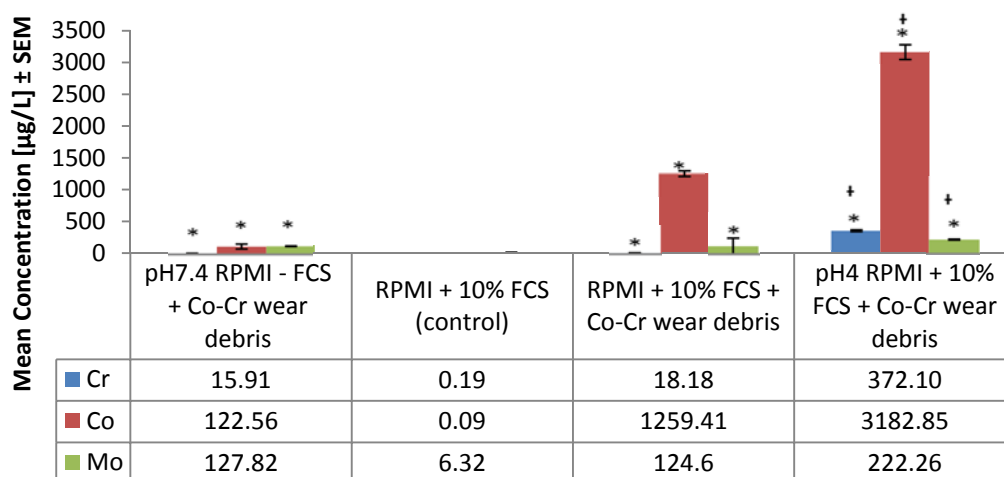 Mean Concentration [µg/L] ± SEM
3500
3000
2500
2000
1500
1000
500
0
* * *
* * *
ƚ ƚ ƚ
* * *
pH7.4 RPMI - FCS + Co-Cr wear debris
RPMI + 10% FCS (control)
RPMI + 10% FCS + Co-Cr wear debris
pH4 RPMI + 10% FCS + Co-Cr wear debris
Cr 15.91 0.19 18.18 372.10
Co 122.56 0.09 1259.41 3182.85
Mo 127.82 6.32 124.6 222.26